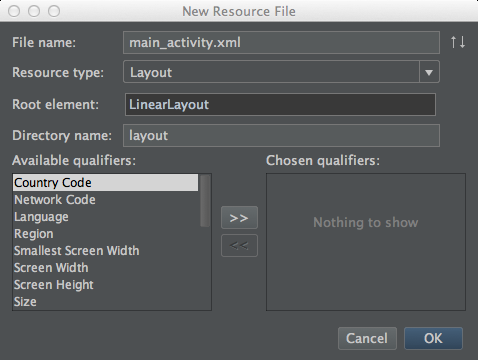 New Resource File
File name: main_activity.xml
Resource type: Layout
Root element: LinearLayout
Directory name: layout
Available qualifiers: Chosen qualifiers:
Country Code
Network Code
Language
Region
Smallest Screen Width
Screen Width
Screen Height
Size
>>
<<
Nothing to show
Cancel OK